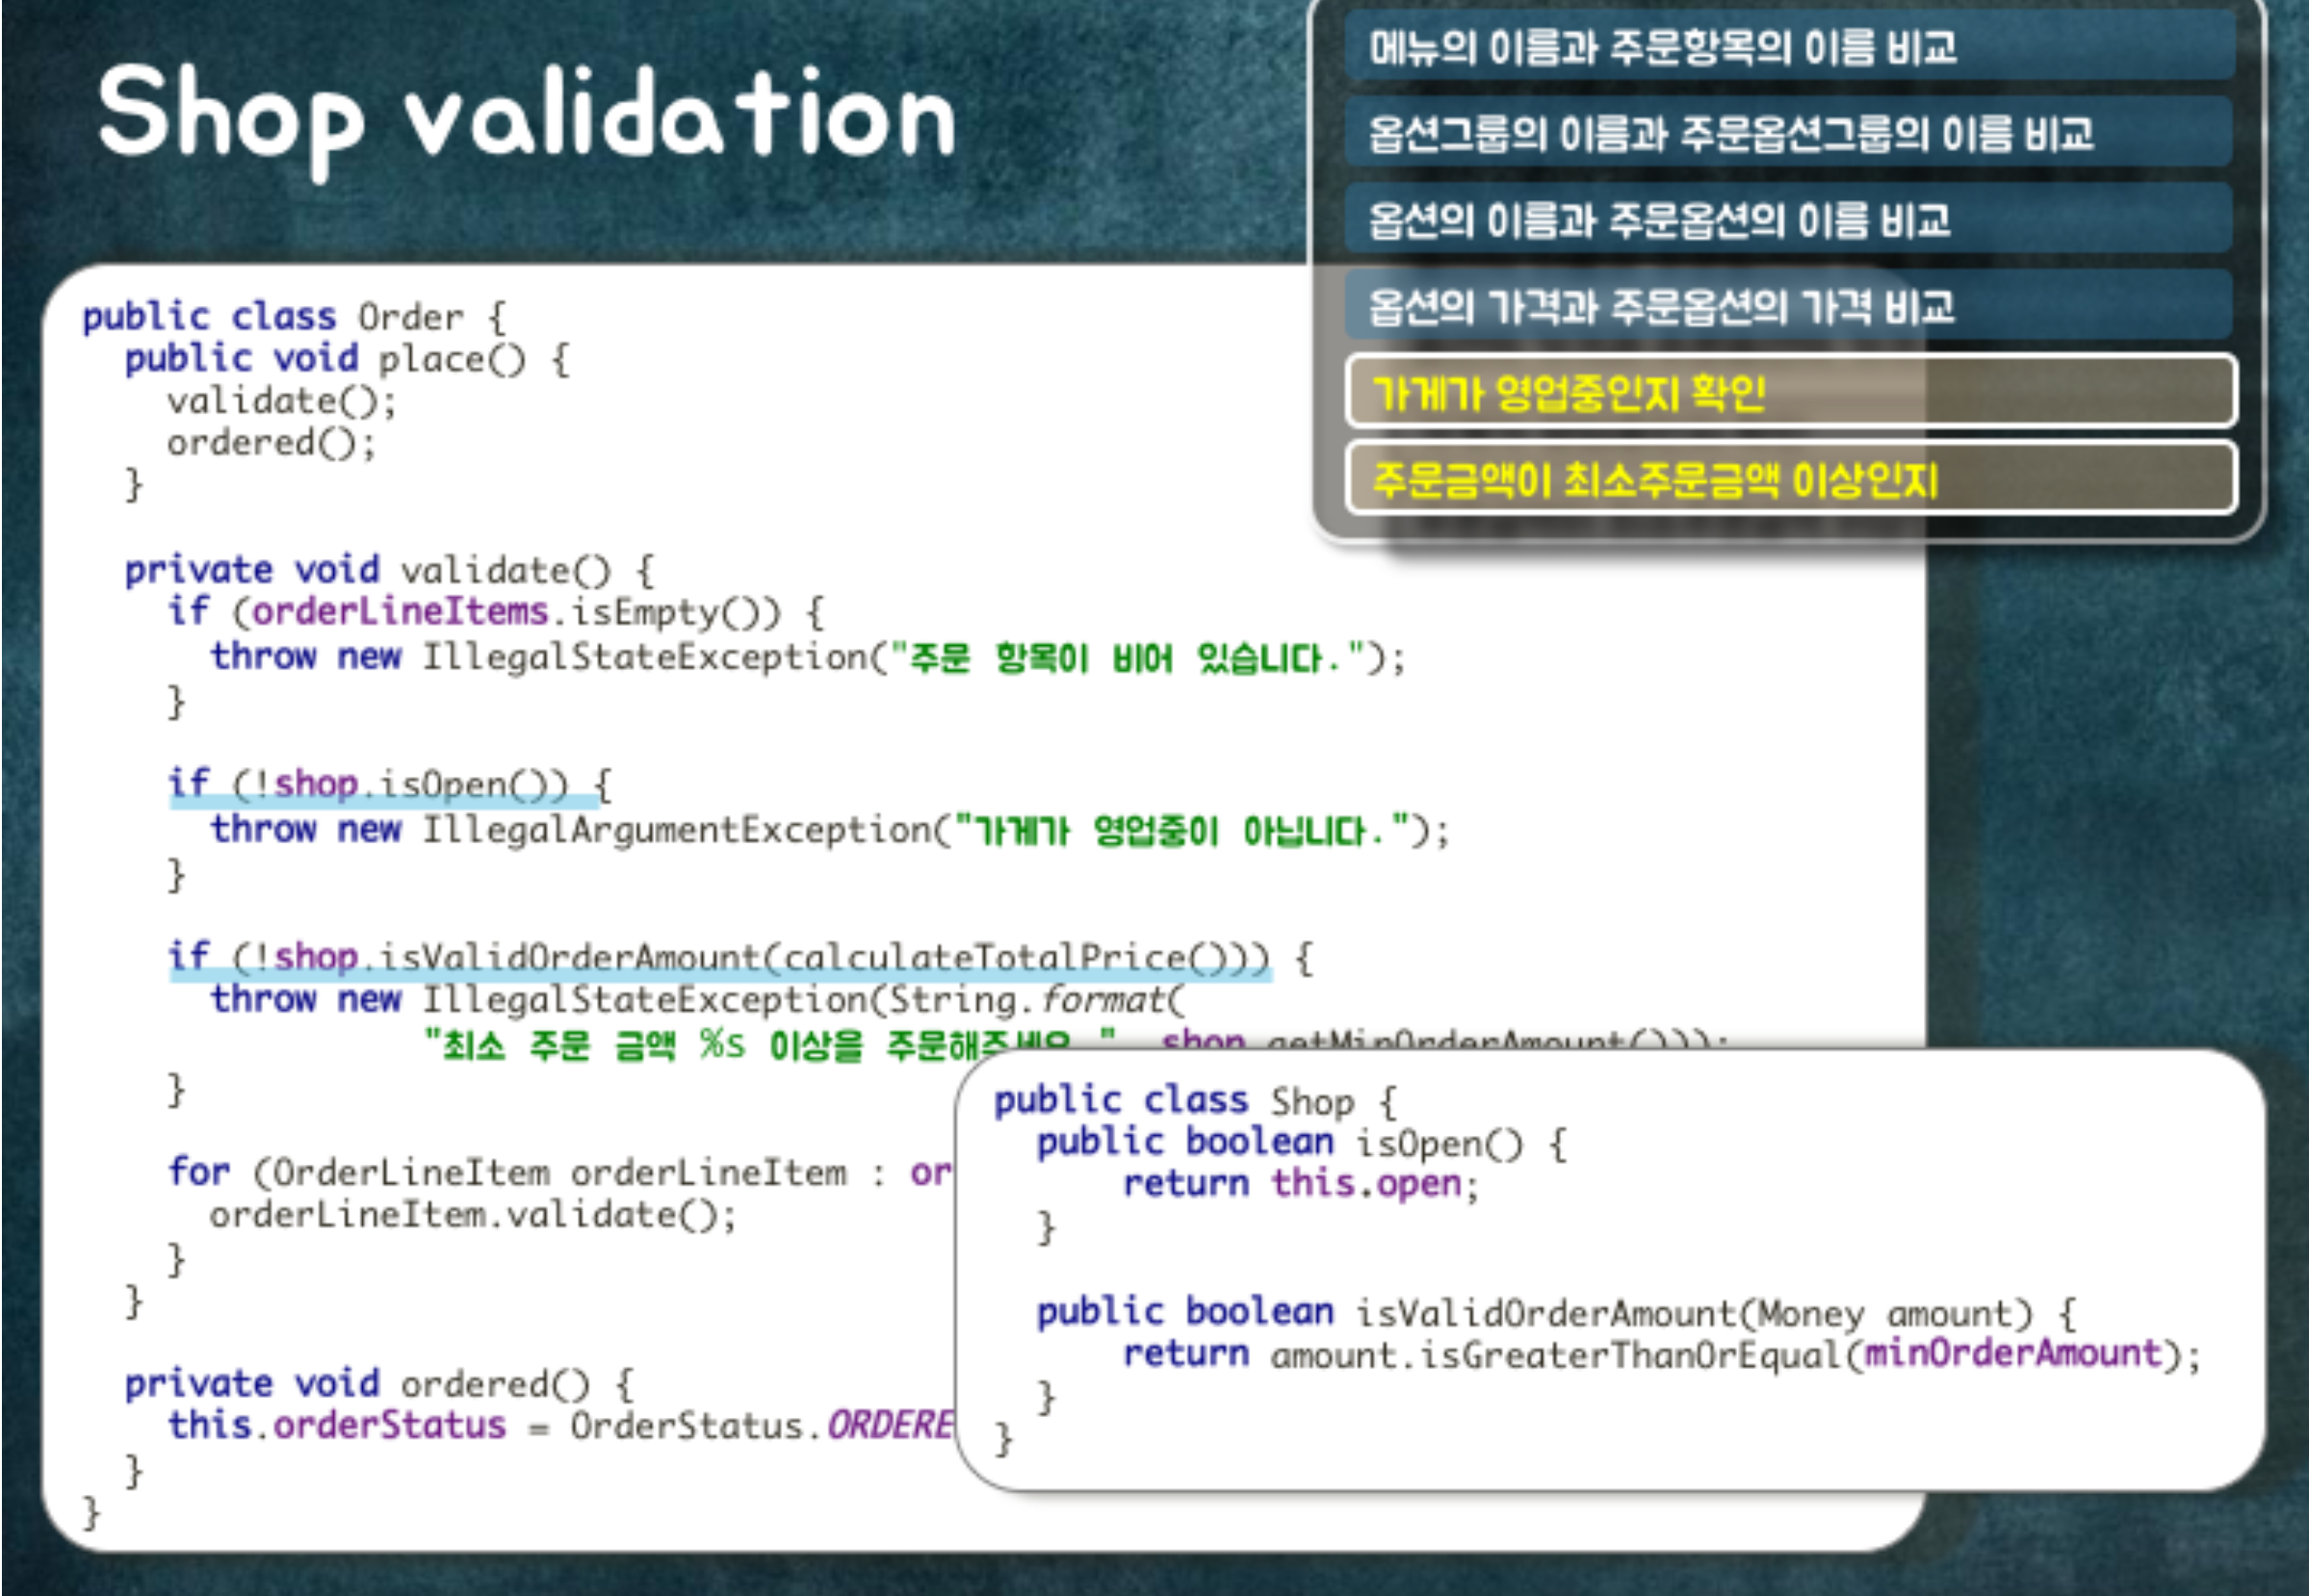 Shop validation
메뉴의 이름과 주문항목의 이름 비교
옵션그룹의 이름과 주문옵션그룹의 이름 비교
옵션의 이름과 주문옵션의 이름 비교
옵션의 가격과 주문옵션의 가격 비교
가게가 영업중인지 확인
주문금액이 최소주문금액 이상인지
public class Order {
public void place() {
validate();
ordered();
}
private void validate() {
if (orderLineItems.isEmpty()) {
throw new IllegalStateException("주문 항목이 비어 있습니다.");
}
if (!shop.isOpen()) {
throw new IllegalArgumentException("가게가 영업중이 아닙니다.");
}
if (!shop.isValidOrderAmount(calculateTotalPrice())) {
throw new IllegalStateException(String.format(
"최소 주문 금액 %s 이상을 주문해주세요." shop.getMinOrderAmount()));
}
for (OrderLineItem orderLineItem : or
orderLineItem.validate();
}
}
private void ordered() {
this.orderStatus = OrderStatus.ORDERE
}
}
public class Shop {
public boolean isOpen() {
return this.open;
}
public boolean isValidOrderAmount(Money amount) {
return amount.isGreaterThanOrEqual(minOrderAmount);
}
}